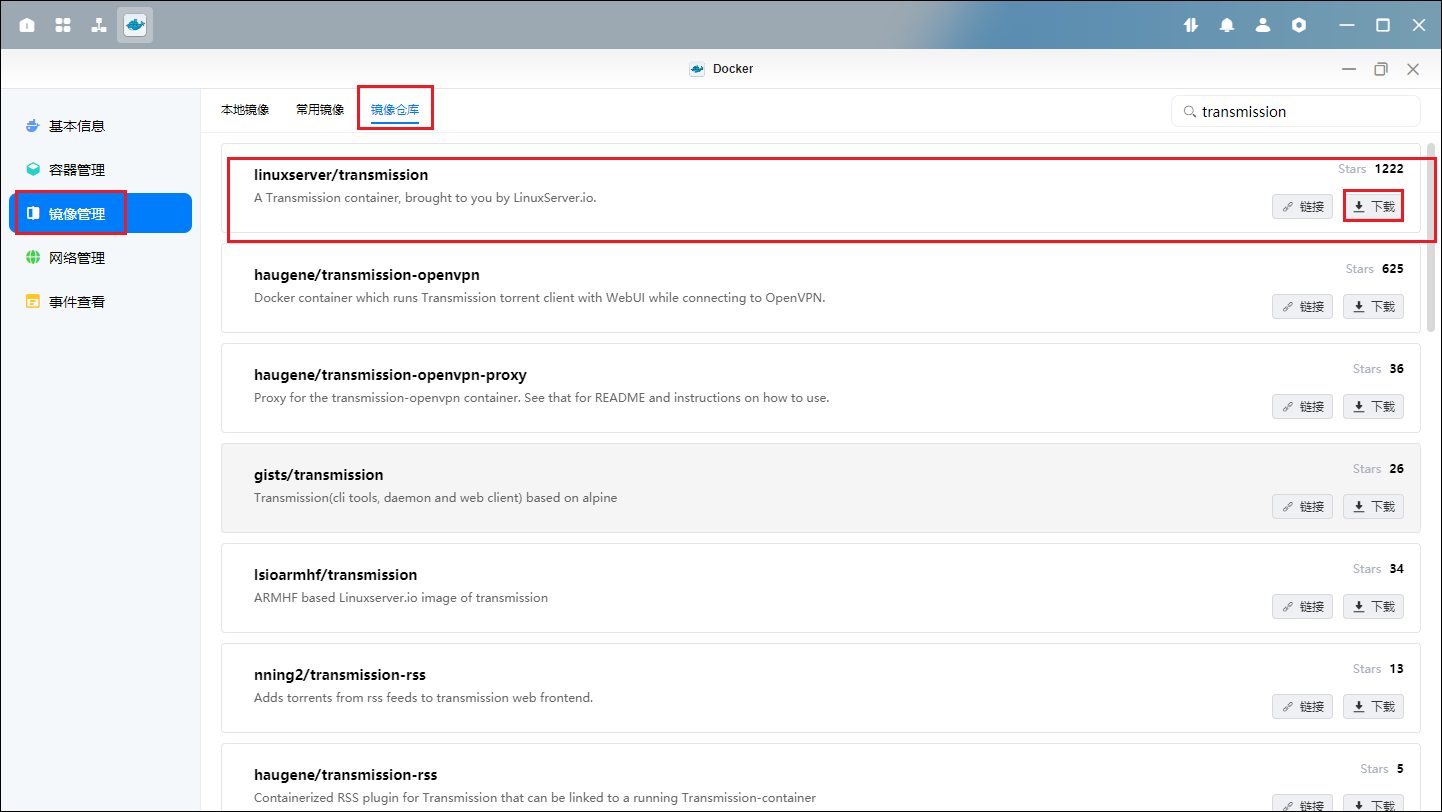 Docker
基本信息
容器管理
镜像管理
网络管理
事件查看
本地镜像 常用镜像 镜像仓库
transmission
linuxserver/transmission
Stars 1222
A Transmission container, brought to you by LinuxServer.io.
链接 下载
haugene/transmission-openvpn
Stars 625
Docker container which runs Transmission torrent client with WebUI while connecting to OpenVPN.
链接 下载
haugene/transmission-openvpn-proxy
Stars 36
Proxy for the transmission-openvpn container. See that for README and instructions on how to use.
链接 下载
gists/transmission
Stars 26
Transmission(cli tools, daemon and web client) based on alpine
链接 下载
lsioarmhf/transmission
Stars 34
ARMHF based Linuxserver.io image of transmission
链接 下载
nning2/transmission-rss
Stars 13
Adds torrents from rss feeds to transmission web frontend.
链接 下载
haugene/transmission-rss
Stars 5
Containerized RSS plugin for Transmission that can be linked to a running Transmission-container
链接 下载